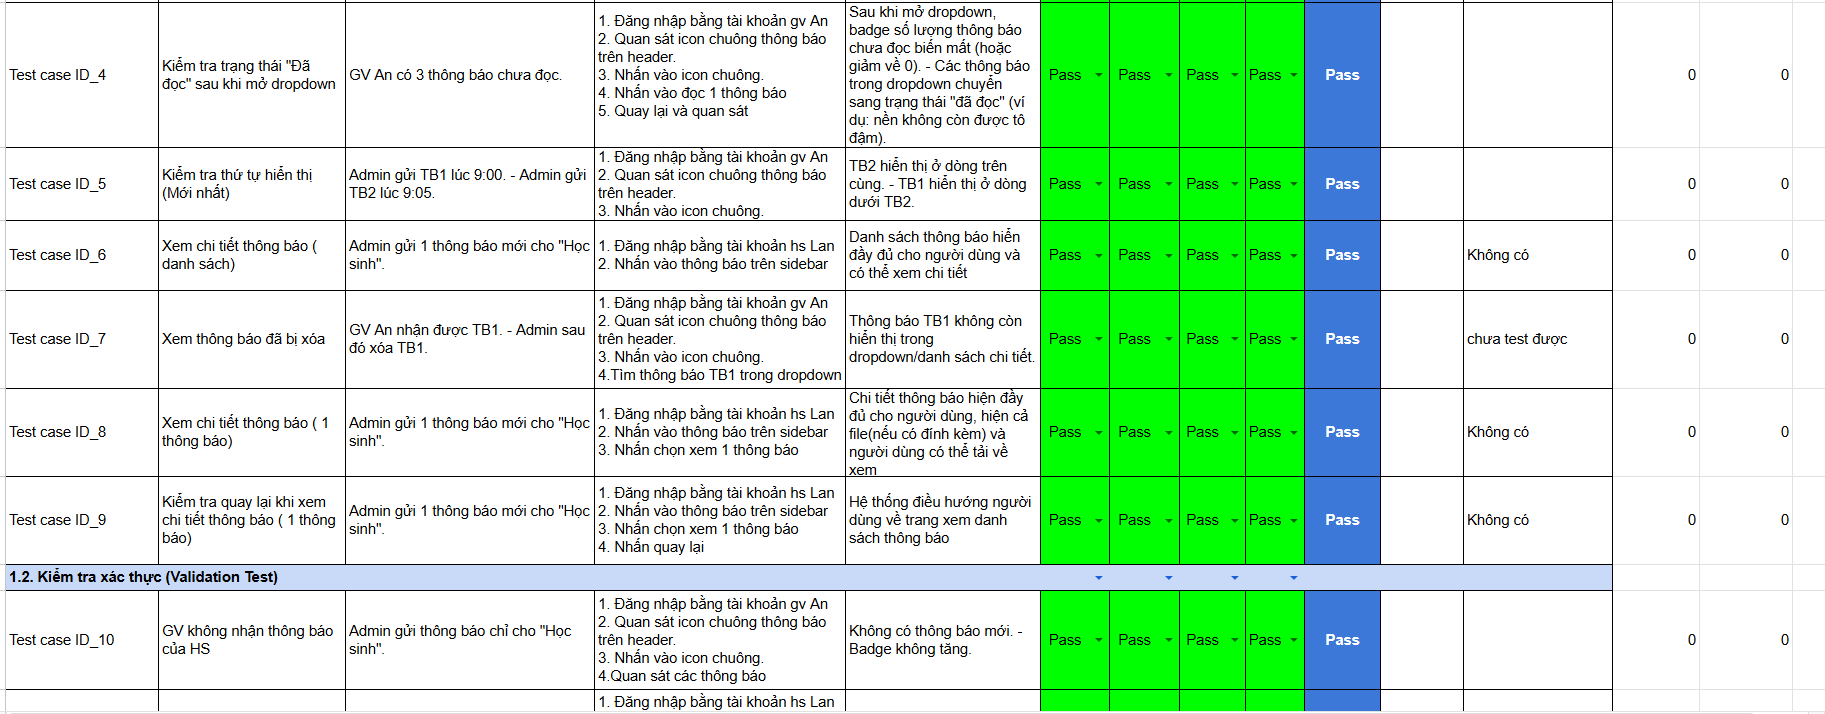 Test case ID_4
Kiểm tra trạng thái "Đã
đọc" sau khi mở dropdown
GV An có 3 thông báo chưa đọc.
1. Đăng nhập bằng tài khoản gv An
2. Quan sát icon chuông thông báo
trên header.
3. Nhấn vào icon chuông.
4. Nhấn vào đọc 1 thông báo
5. Quay lại và quan sát
Sau khi mở dropdown,
badge số lượng thông báo
chưa đọc biến mất (hoặc
giảm về 0). - Các thông báo
trong dropdown chuyển
sang trạng thái "đã đọc" (ví
dụ: nền không còn được tô
đậm).
Pass
Pass
Pass
Pass
Pass
0
0
Test case ID_5
Kiểm tra thứ tự hiển thị
(Mới nhất)
Admin gửi TB1 lúc 9:00. - Admin gửi
TB2 lúc 9:05.
1. Đăng nhập bằng tài khoản gv An
2. Quan sát icon chuông thông báo
trên header.
3. Nhấn vào icon chuông.
TB2 hiển thị ở dòng trên
cùng. - TB1 hiển thị ở dòng
dưới TB2.
Pass
Pass
Pass
Pass
Pass
0
0
Test case ID_6
Xem chi tiết thông báo (
danh sách)
Admin gửi 1 thông báo mới cho "Học
sinh".
1. Đăng nhập bằng tài khoản hs Lan
2. Nhấn vào thông báo trên sidebar
Danh sách thông báo hiển
đầy đủ cho người dùng và
có thể xem chi tiết
Pass
Pass
Pass
Pass
Pass
Không có
0
0
Test case ID_7
Xem thông báo đã bị xóa
GV An nhận được TB1. - Admin sau
đó xóa TB1.
1. Đăng nhập bằng tài khoản gv An
2. Quan sát icon chuông thông báo
trên header.
3. Nhấn vào icon chuông.
4.Tìm thông báo TB1 trong dropdown
Thông báo TB1 không còn
hiển thị trong
dropdown/danh sách chi tiết.
Pass
Pass
Pass
Pass
Pass
chưa test được
0
0
Test case ID_8
Xem chi tiết thông báo ( 1
thông báo)
Admin gửi 1 thông báo mới cho "Học
sinh".
1. Đăng nhập bằng tài khoản hs Lan
2. Nhấn vào thông báo trên sidebar
3. Nhấn chọn xem 1 thông báo
Chi tiết thông báo hiện đầy
đủ cho người dùng, hiện cả
file(nếu có đính kèm) và
người dùng có thể tải về
xem
Pass
Pass
Pass
Pass
Pass
Không có
0
0
Test case ID_9
Kiểm tra quay lại khi xem
chi tiết thông báo ( 1 thông
báo)
Admin gửi 1 thông báo mới cho "Học
sinh".
1. Đăng nhập bằng tài khoản hs Lan
2. Nhấn vào thông báo trên sidebar
3. Nhấn chọn xem 1 thông báo
4. Nhấn quay lại
Hệ thống điều hướng người
dùng về trang xem danh
sách thông báo
Pass
Pass
Pass
Pass
Pass
Không có
0
0
1.2. Kiểm tra xác thực (Validation Test)
Test case ID_10
GV không nhận thông báo
của HS
Admin gửi thông báo chỉ cho "Học
sinh".
1. Đăng nhập bằng tài khoản gv An
2. Quan sát icon chuông thông báo
trên header.
3. Nhấn vào icon chuông.
4.Quan sát các thông báo
Không có thông báo mới. -
Badge không tăng.
Pass
Pass
Pass
Pass
Pass
0
0
1. Đăng nhập bằng tài khoản hs Lan